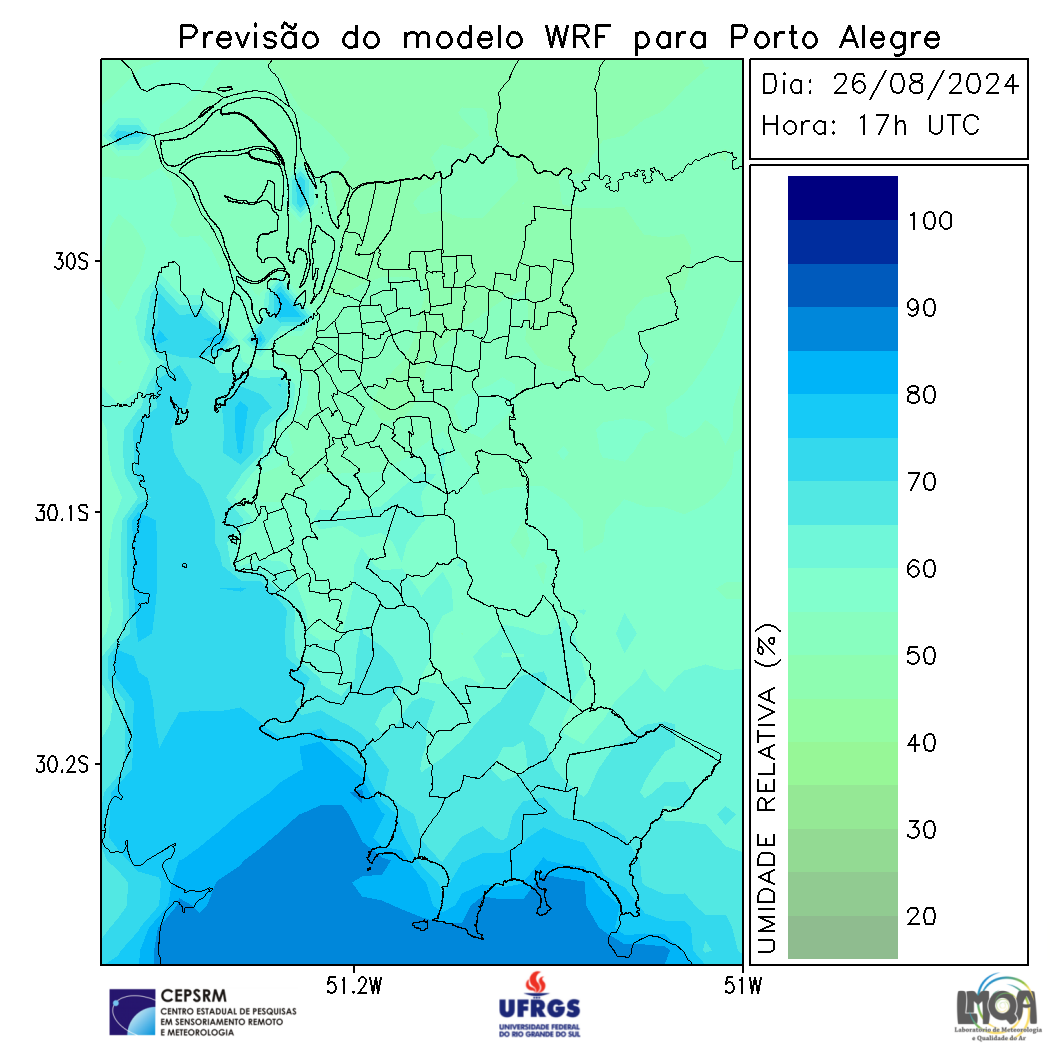 Previsão do modelo WRF para Porto Alegre
Dia: 26/08/2024
Hora: 17h UTC
100
90
80
70
60
50
40
30
20
UMIDADE RELATIVA (%)
30S
30.1S
30.2S
51.2W
51W
CEPSRM
CENTRO ESTADUAL DE PESQUISAS
EM SENSORIAMENTO REMOTO
E METEOROLOGIA
UFRGS
UNIVERSIDADE FEDERAL
DO RIO GRANDE DO SUL
LMQA
Laboratório de Meteorologia
e Qualidade do Ar